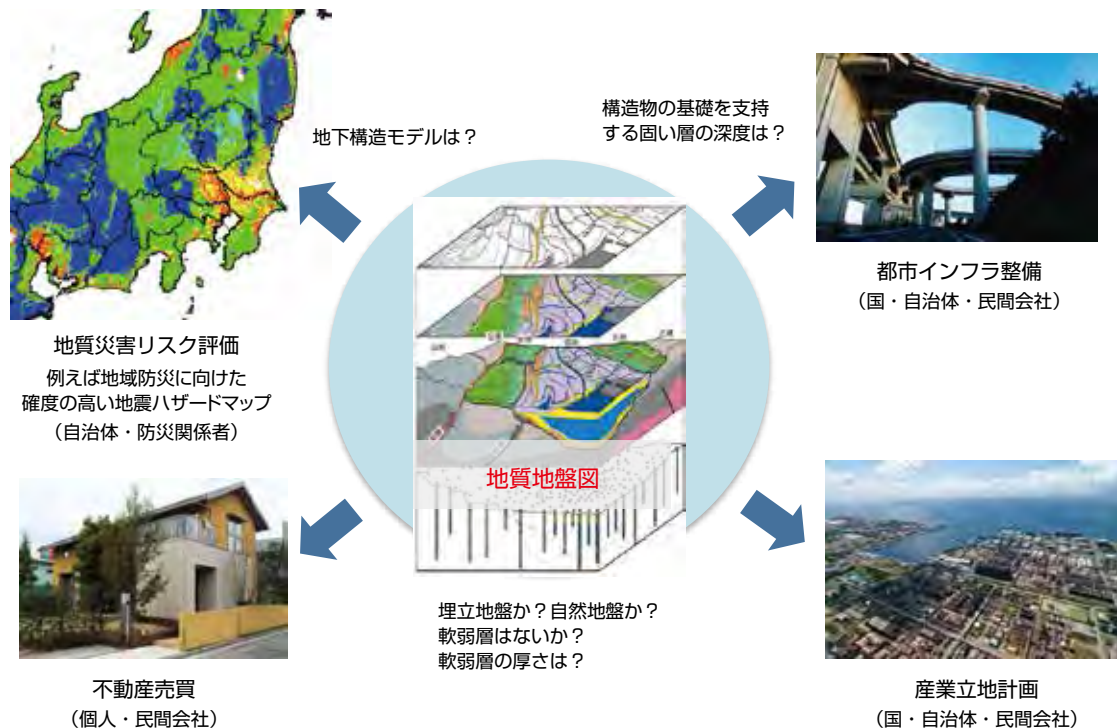 地下構造モデルは？
構造物の基礎を支持
する固い層の深度は？
都市インフラ整備
（国・自治体・民間会社）
地質災害リスク評価
例えば地域防災に向けた
確度の高い地震ハザードマップ
（自治体・防災関係者）
地質地盤図
埋立地盤か？自然地盤か？
軟弱層はないか？
軟弱層の厚さは？
不動産売買
（個人・民間会社）
産業立地計画
（国・自治体・民間会社）